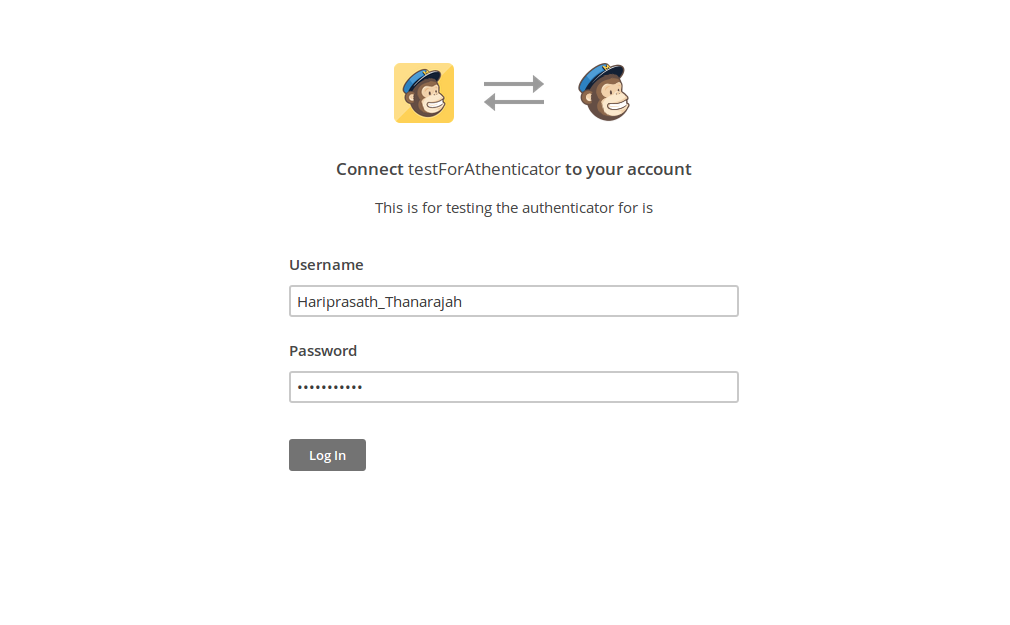 Connect testForAthenticator to your account
This is for testing the authenticator for is
Username
Hariprasath_Thanarajah
Password
•••••••••••
Log In